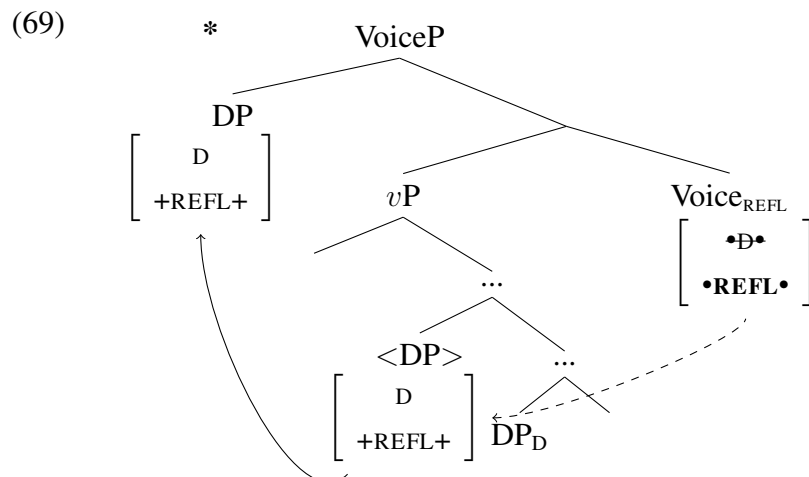 (69) * VoiceP
DP
D
+REFL+
vP Voice_REFL
•D•
•REFL•
...
<DP> ...
D
+REFL+
DP_D